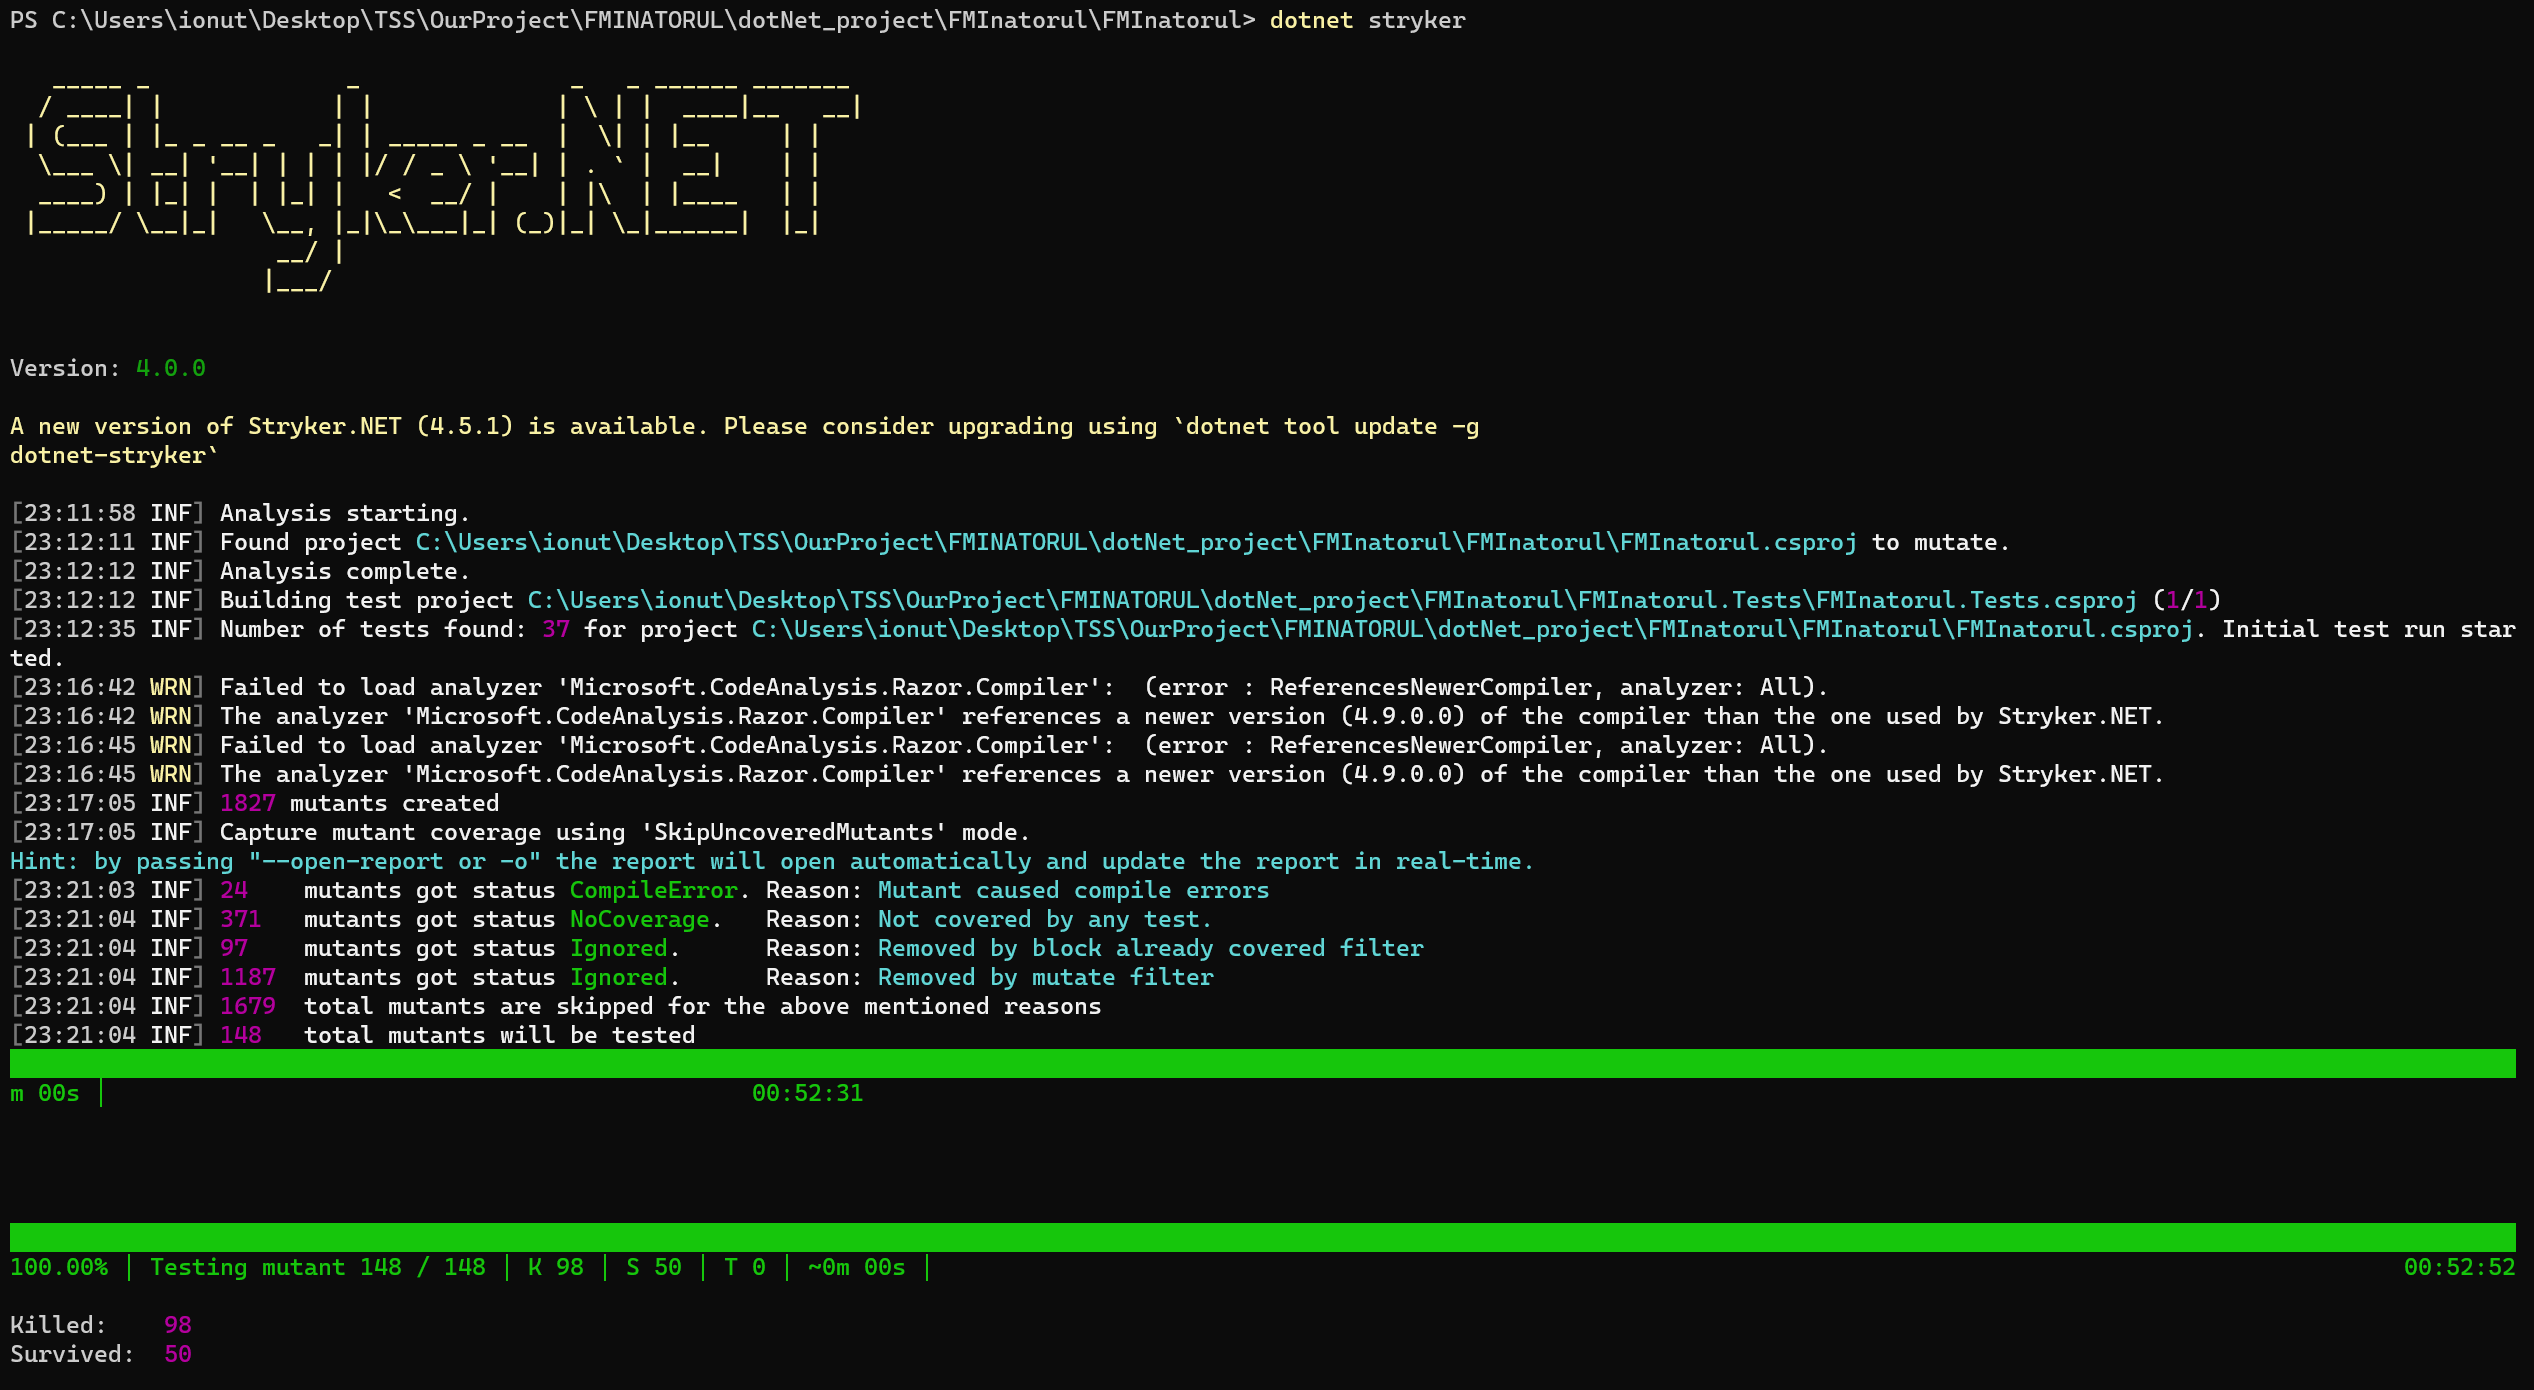 PS C:\Users\ionut\Desktop\TSS\OurProject\FMINATORUL\dotNet_project\FMInatorul\FMInatorul> dotnet stryker
Stryker.NET
Version: 4.0.0
A new version of Stryker.NET (4.5.1) is available. Please consider upgrading using `dotnet tool update -g
dotnet-stryker`
[23:11:58 INF] Analysis starting.
[23:12:11 INF] Found project C:\Users\ionut\Desktop\TSS\OurProject\FMINATORUL\dotNet_project\FMInatorul\FMInatorul\FMInatorul.csproj to mutate.
[23:12:12 INF] Analysis complete.
[23:12:12 INF] Building test project C:\Users\ionut\Desktop\TSS\OurProject\FMINATORUL\dotNet_project\FMInatorul\FMInatorul.Tests\FMInatorul.Tests.csproj (1/1)
[23:12:35 INF] Number of tests found: 37 for project C:\Users\ionut\Desktop\TSS\OurProject\FMINATORUL\dotNet_project\FMInatorul\FMInatorul\FMInatorul.csproj. Initial test run star
ted.
[23:16:42 WRN] Failed to load analyzer 'Microsoft.CodeAnalysis.Razor.Compiler':  (error : ReferencesNewerCompiler, analyzer: All).
[23:16:42 WRN] The analyzer 'Microsoft.CodeAnalysis.Razor.Compiler' references a newer version (4.9.0.0) of the compiler than the one used by Stryker.NET.
[23:16:45 WRN] Failed to load analyzer 'Microsoft.CodeAnalysis.Razor.Compiler':  (error : ReferencesNewerCompiler, analyzer: All).
[23:16:45 WRN] The analyzer 'Microsoft.CodeAnalysis.Razor.Compiler' references a newer version (4.9.0.0) of the compiler than the one used by Stryker.NET.
[23:17:05 INF] 1827 mutants created
[23:17:05 INF] Capture mutant coverage using 'SkipUncoveredMutants' mode.
Hint: by passing "--open-report or -o" the report will open automatically and update the report in real-time.
[23:21:03 INF] 24    mutants got status CompileError. Reason: Mutant caused compile errors
[23:21:04 INF] 371   mutants got status NoCoverage.   Reason: Not covered by any test.
[23:21:04 INF] 97    mutants got status Ignored.      Reason: Removed by block already covered filter
[23:21:04 INF] 1187  mutants got status Ignored.      Reason: Removed by mutate filter
[23:21:04 INF] 1679  total mutants are skipped for the above mentioned reasons
[23:21:04 INF] 148   total mutants will be tested
m 00s │ 00:52:31
100.00% │ Testing mutant 148 / 148 │ K 98 │ S 50 │ T 0 │ ~0m 00s │ 00:52:52
Killed:    98
Survived:  50